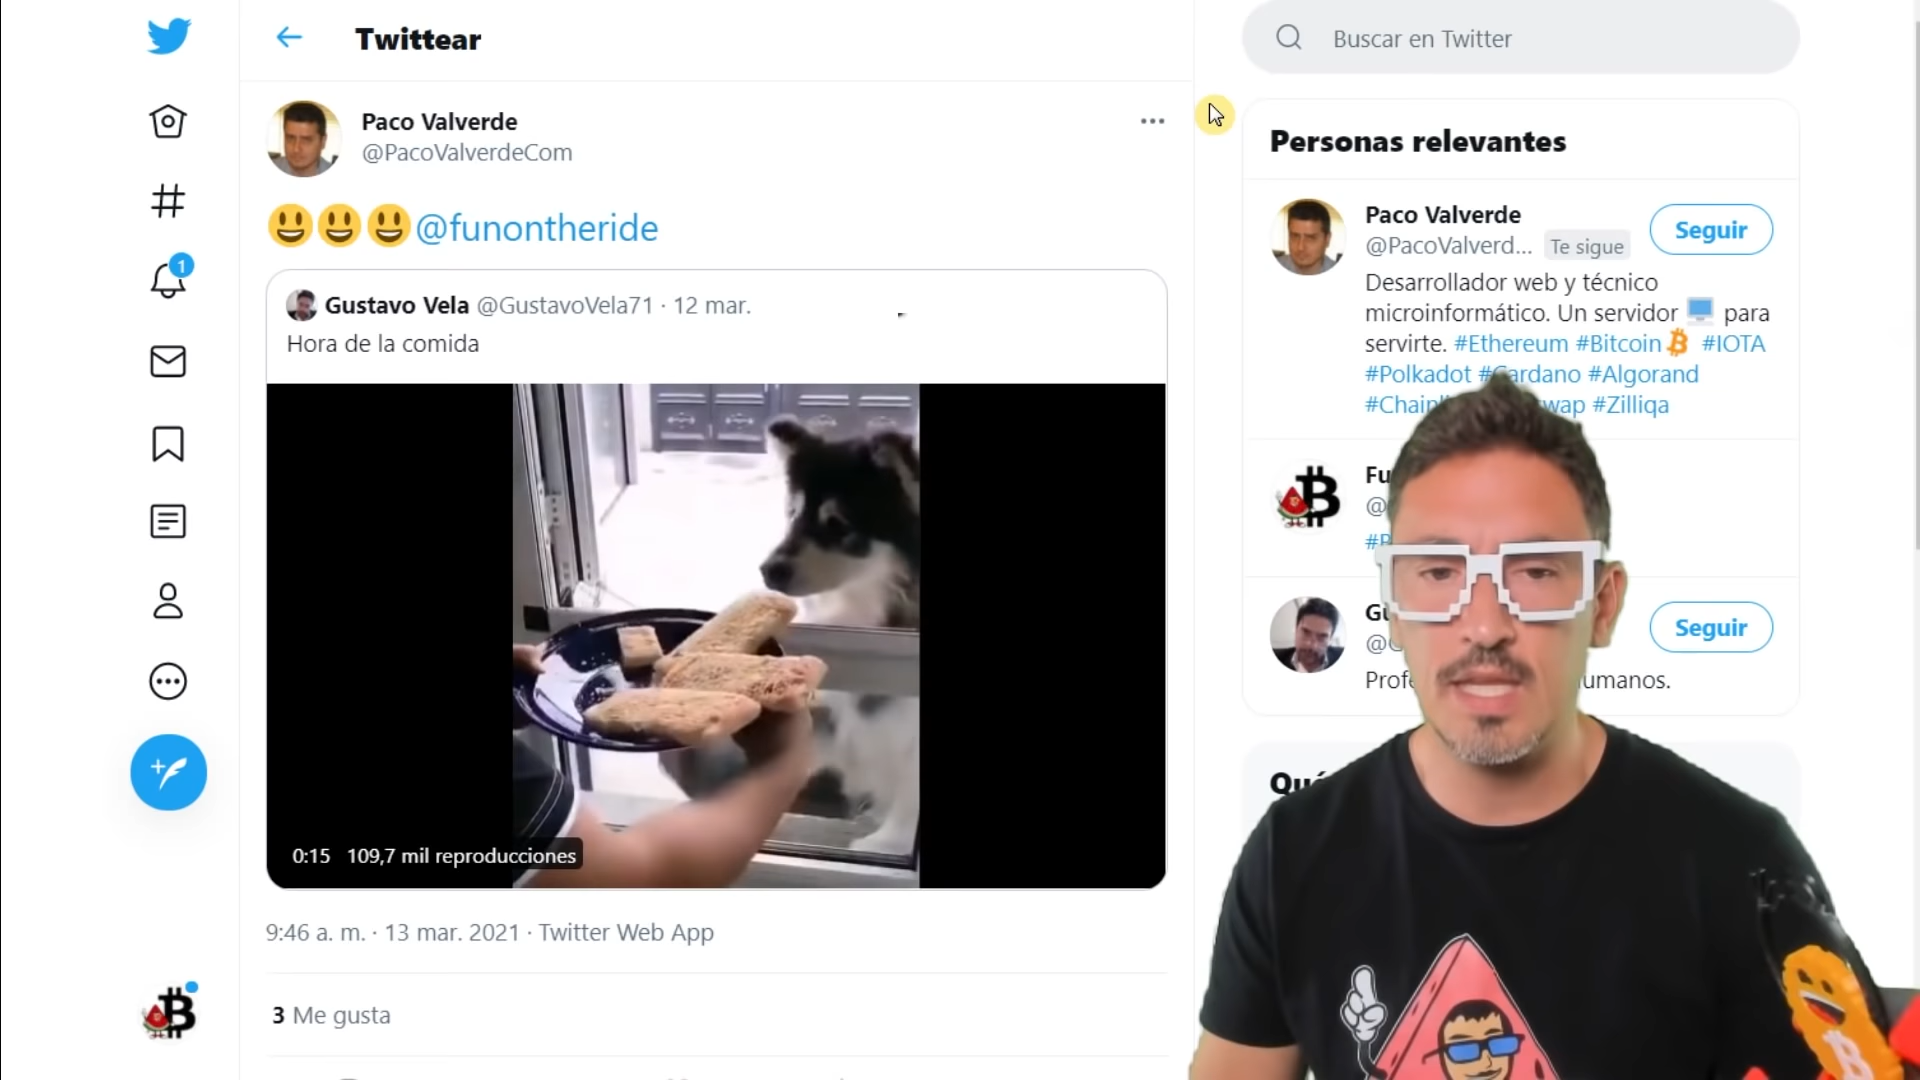 Twittear
Paco Valverde
@PacoValverdeCom
@funontheride
Gustavo Vela @GustavoVela71 · 12 mar.
Hora de la comida
0:15 109,7 mil reproducciones
9:46 a. m. · 13 mar. 2021 · Twitter Web App
3 Me gusta
1
Buscar en Twitter
Personas relevantes
Paco Valverde
@PacoValverd... Te sigue
Seguir
Desarrollador web y técnico
microinformático. Un servidor para
servirte. #Ethereum #Bitcoin #IOTA
#Polkadot #Cardano #Algorand
#Zilliqa
Seguir